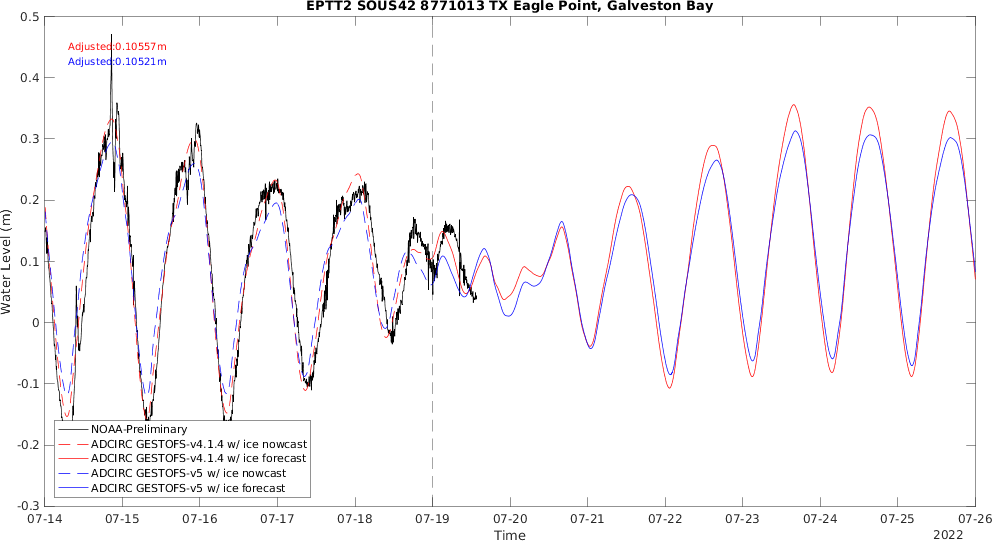 EPTT2 SOUS42 8771013 TX Eagle Point, Galveston Bay
Adjusted:0.10557m
Adjusted:0.10521m
Water Level (m)
0.5
0.4
0.3
0.2
0.1
0
-0.1
-0.2
-0.3
NOAA-Preliminary
ADCIRC GESTOFS-v4.1.4 w/ ice nowcast
ADCIRC GESTOFS-v4.1.4 w/ ice forecast
ADCIRC GESTOFS-v5 w/ ice nowcast
ADCIRC GESTOFS-v5 w/ ice forecast
07-14 07-15 07-16 07-17 07-18 07-19 07-20 07-21 07-22 07-23 07-24 07-25 07-26
Time
2022